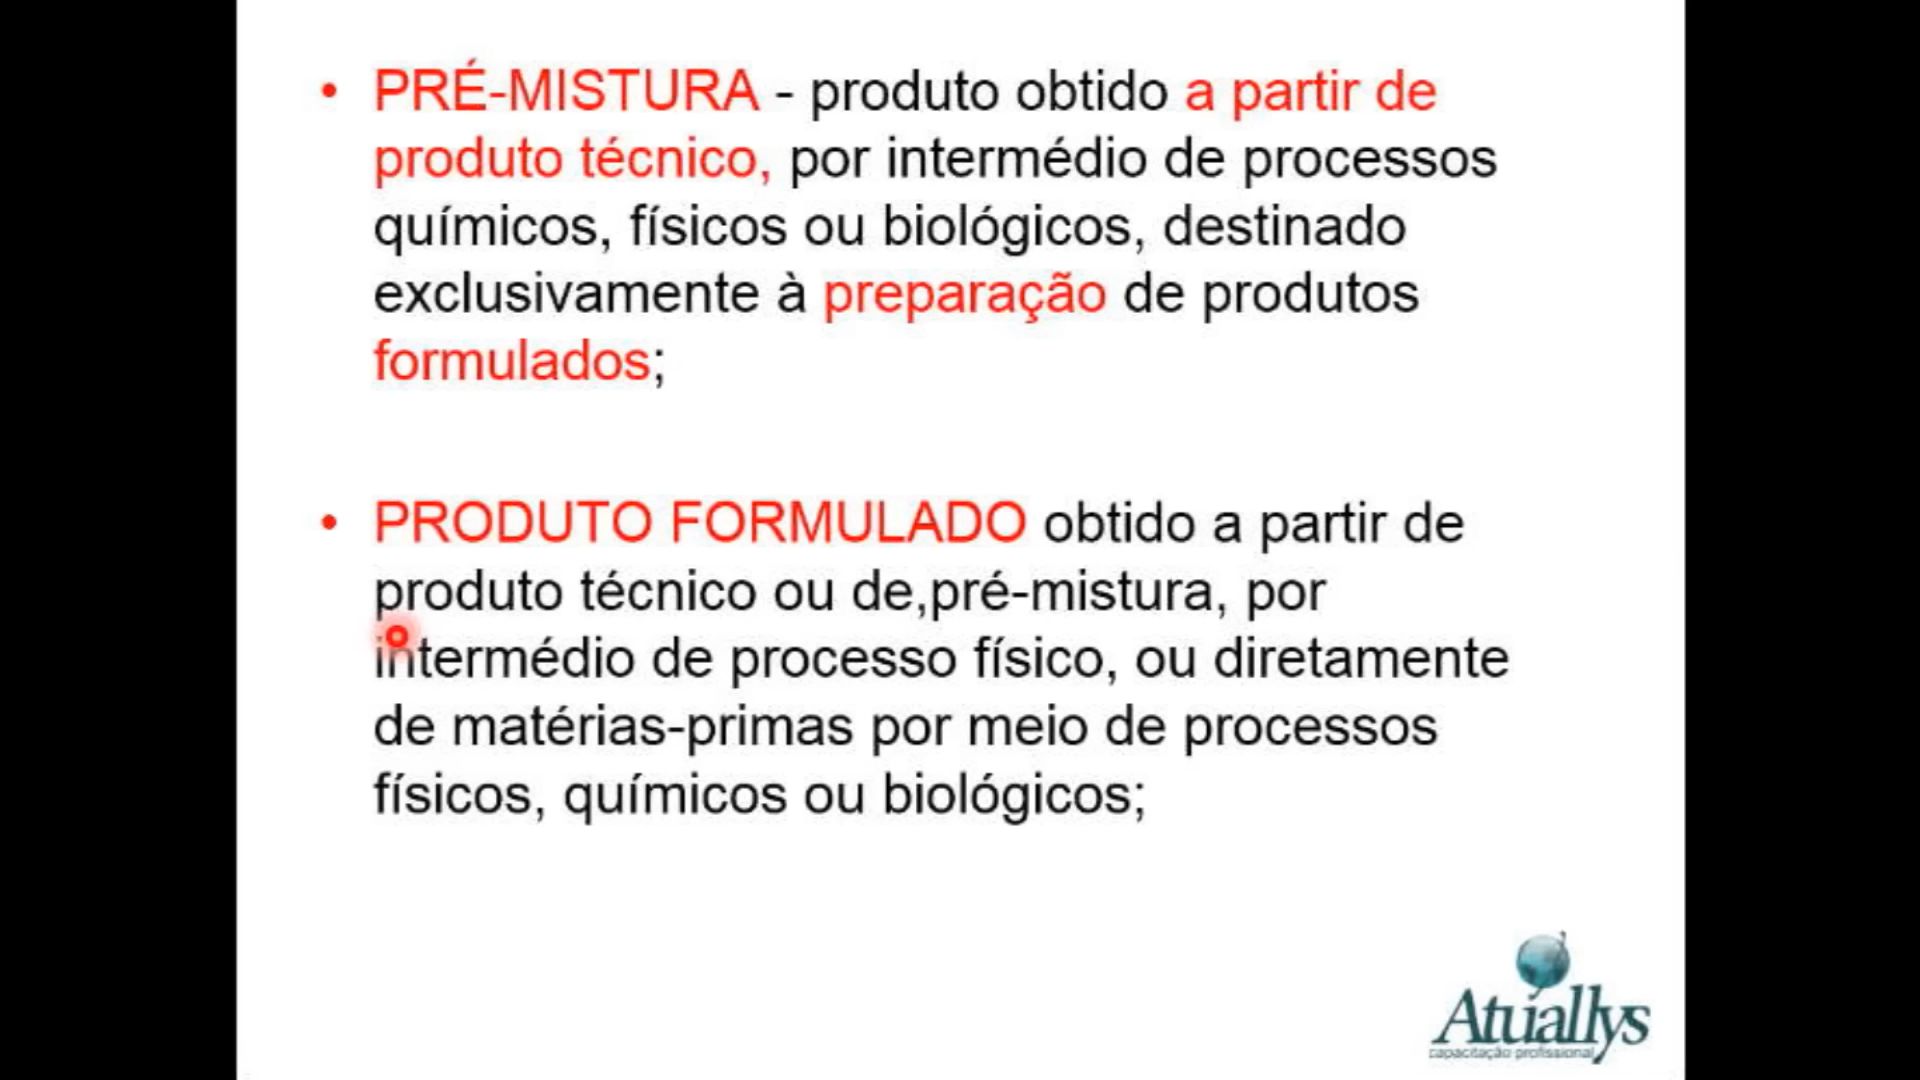 • PRÉ-MISTURA - produto obtido a partir de
produto técnico, por intermédio de processos
químicos, físicos ou biológicos, destinado
exclusivamente à preparação de produtos
formulados;
• PRODUTO FORMULADO obtido a partir de
produto técnico ou de,pré-mistura, por
intermédio de processo físico, ou diretamente
de matérias-primas por meio de processos
físicos, químicos ou biológicos;
Atuallys
capacitação profissional